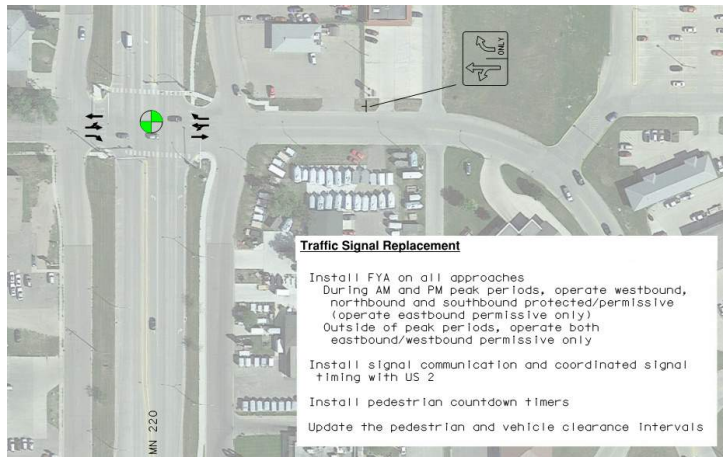 ONLY
Traffic Signal Replacement
Install FYA on all approaches
During AM and PM peak periods, operate westbound,
northbound and southbound protected/permissive
(operate eastbound permissive only)
Outside of peak periods, operate both
eastbound/westbound permissive only
Install signal communication and coordinated signal
timing with US 2
Install pedestrian countdown timers
Update the pedestrian and vehicle clearance intervals
MN 220